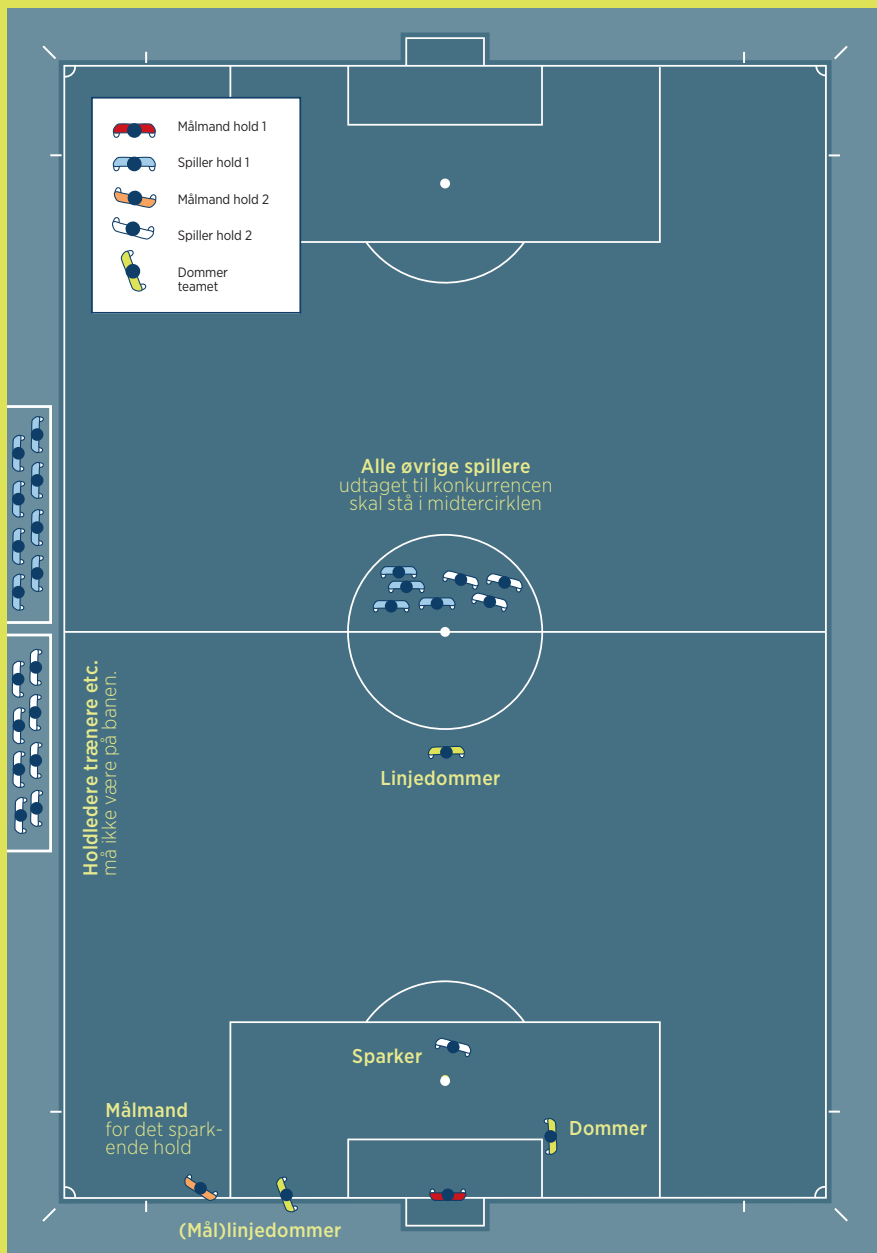 Målmand hold 1
Spiller hold 1
Målmand hold 2
Spiller hold 2
Dommer
teamet
Alle øvrige spillere
udtaget til konkurrencen
skal stå i midtercirklen
Holdledere trænere etc.
må ikke være på banen.
Linjedommer
Sparker
Målmand
for det spark-
ende hold
Dommer
(Mål)linjedommer